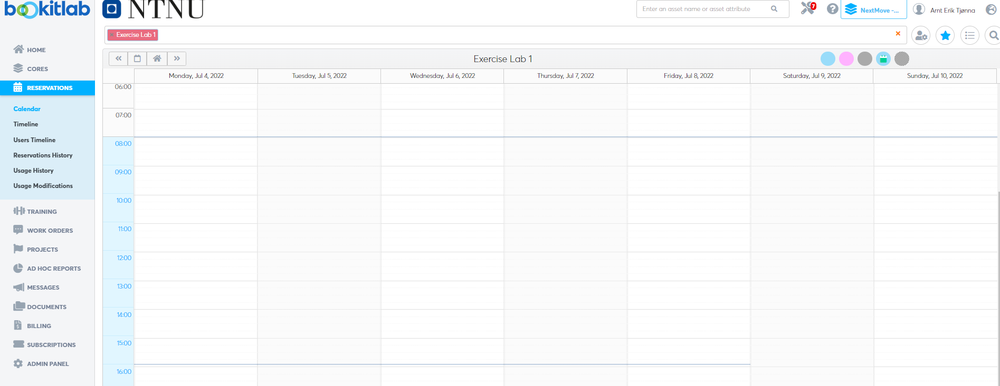 bookitlab
NTNU
Enter an asset name or asset attribute
7
?
NextMove -...
Arnt Erik Tjønna
× Exercise Lab 1
×
HOME
CORES
RESERVATIONS
Calendar
Timeline
Users Timeline
Reservations History
Usage History
Usage Modifications
TRAINING
WORK ORDERS
PROJECTS
AD HOC REPORTS
MESSAGES
DOCUMENTS
BILLING
SUBSCRIPTIONS
ADMIN PANEL
Exercise Lab 1
Monday, Jul 4, 2022
Tuesday, Jul 5, 2022
Wednesday, Jul 6, 2022
Thursday, Jul 7, 2022
Friday, Jul 8, 2022
Saturday, Jul 9, 2022
Sunday, Jul 10, 2022
06:00
07:00
08:00
09:00
10:00
11:00
12:00
13:00
14:00
15:00
16:00